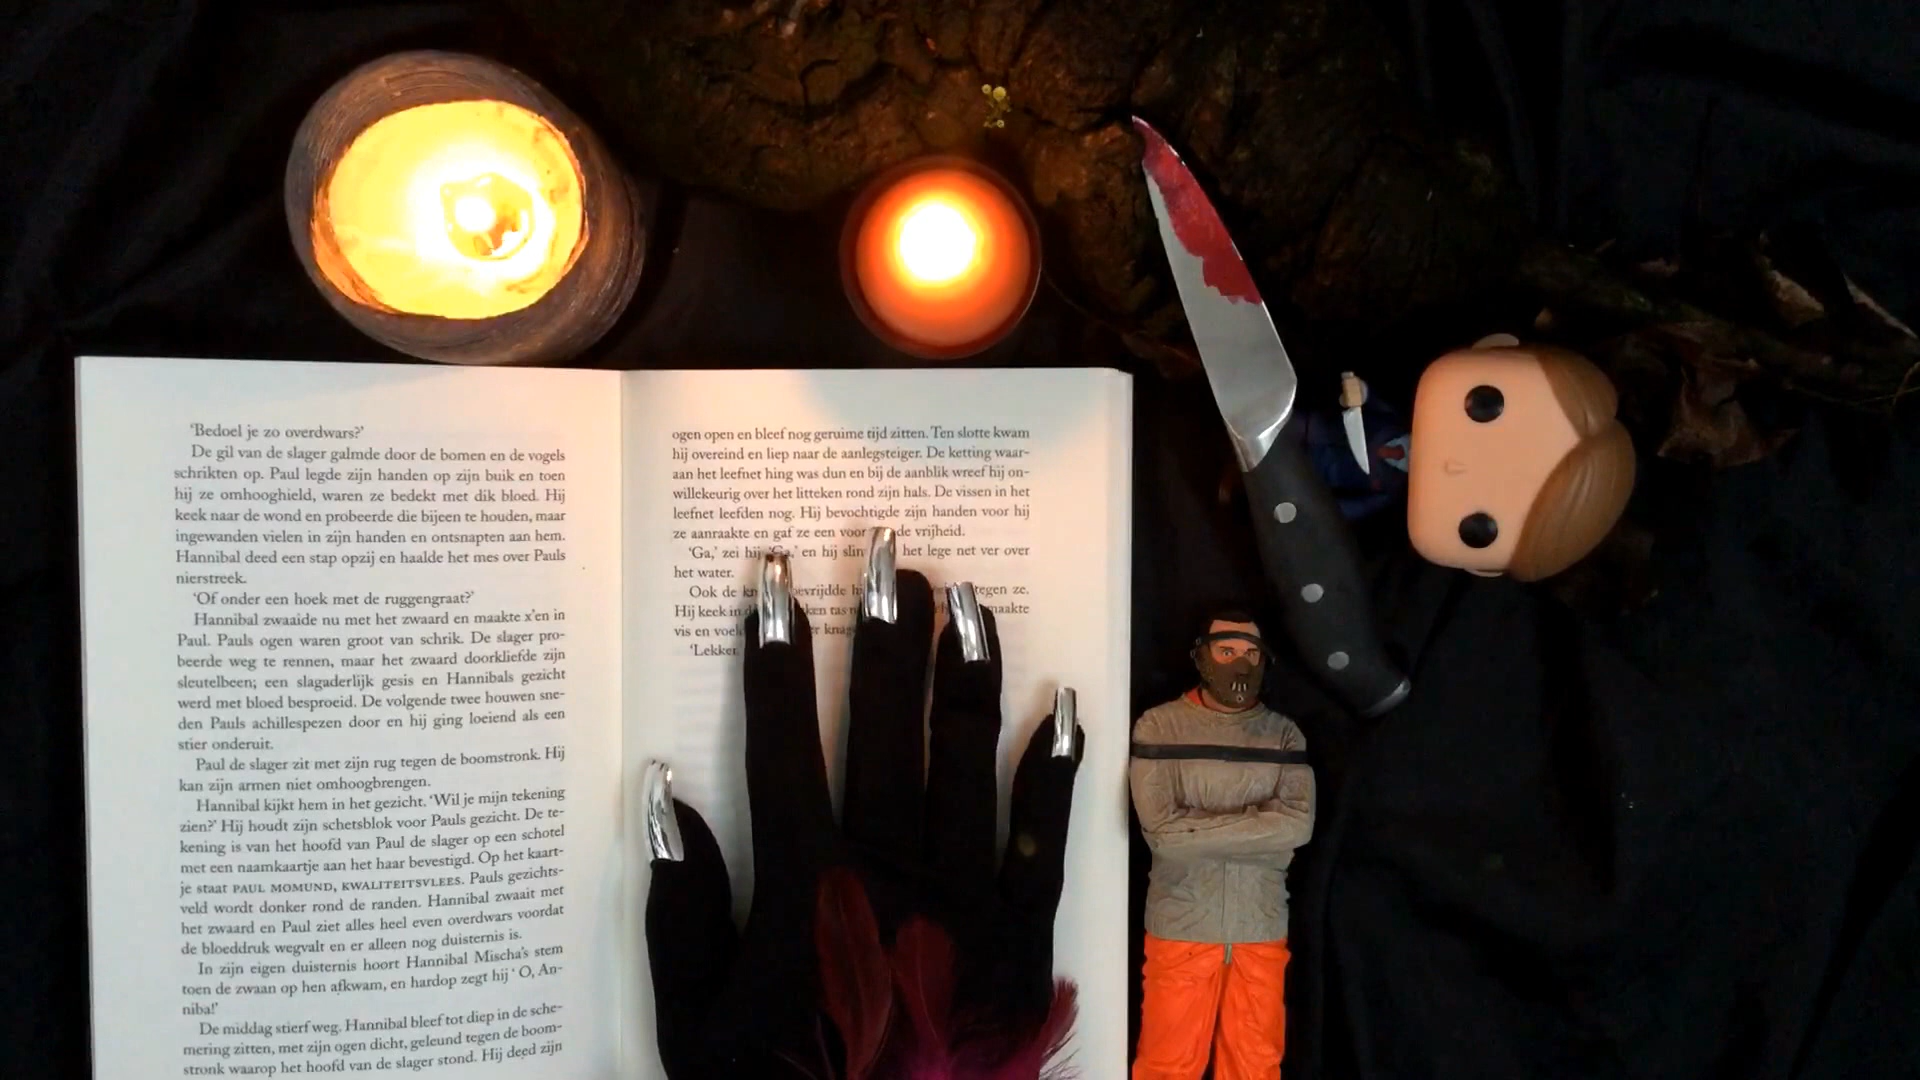 'Bedoel je zo overdwars?'
De gil van de slager galmde door de bomen en de vogels
schrikten op. Paul legde zijn handen op zijn buik en toen
hij ze omhooghield, waren ze bedekt met dik bloed. Hij
keek naar de wond en probeerde die bijeen te houden, maar
ingewanden vielen in zijn handen en ontsnapten aan hem.
Hannibal deed een stap opzij en haalde het mes over Pauls
nierstreek.
'Of onder een hoek met de ruggengraat?'
Hannibal zwaaide nu met het zwaard en maakte x'en in
Paul. Pauls ogen waren groot van schrik. De slager pro-
beerde weg te rennen, maar het zwaard doorkliefde zijn
sleutelbeen; een slagaderlijk gesis en Hannibals gezicht
werd met bloed besproeid. De volgende twee houwen sne-
den Pauls achillespezen door en hij ging loeiend als een
stier onderuit.
Paul de slager zit met zijn rug tegen de boomstronk. Hij
kan zijn armen niet omhoogbrengen.
Hannibal kijkt hem in het gezicht. 'Wil je mijn tekening
zien?' Hij houdt zijn schetsblok voor Pauls gezicht. De te-
kening is van het hoofd van Paul de slager op een schotel
met een naamkaartje aan het haar bevestigd. Op het kaart-
je staat PAUL MOMUND, KWALITEITSVLEES. Pauls gezichts-
veld wordt donker rond de randen. Hannibal zwaait met
het zwaard en Paul ziet alles heel even overdwars voordat
de bloeddruk wegvalt en er alleen nog duisternis is.
In zijn eigen duisternis hoort Hannibal Mischa's stem
toen de zwaan op hen afkwam, en hardop zegt hij ' O, An-
niba!'
De middag stierf weg. Hannibal bleef tot diep in de sche-
mering zitten, met zijn ogen dicht, geleund tegen de boom-
stronk waarop het hoofd van de slager stond. Hij deed zijn
ogen open en bleef nog geruime tijd zitten. Ten slotte kwam
hij overeind en liep naar de aanlegsteiger. De ketting waar-
aan het leefnet hing was dun en bij de aanblik wreef hij on-
willekeurig over het litteken rond zijn hals. De vissen in het
leefnet leefden nog. Hij bevochtigde zijn handen voor hij
ze aanraakte en gaf ze een voor de vrijheid.
'Ga,' zei hij. 'Ga,' en hij het lege net ver over
het water.
Ook de tegen ze.
Hij keek in maakte
vis en
'Lekker